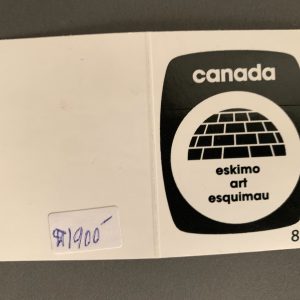 canada
eskimo
art
esquimau
$1900-
8